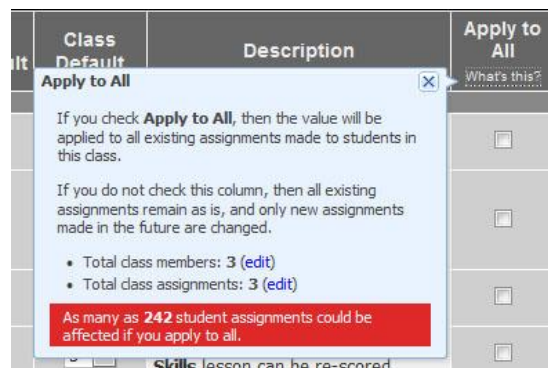 Class
Default
Description
Apply to
All
What's this?
ult
Apply to All
If you check Apply to All, then the value will be
applied to all existing assignments made to students in
this class.
If you do not check this column, then all existing
assignments remain as is, and only new assignments
made in the future are changed.
• Total class members: 3 (edit)
• Total class assignments: 3 (edit)
As many as 242 student assignments could be
affected if you apply to all.
Skills lesson can be re-scored